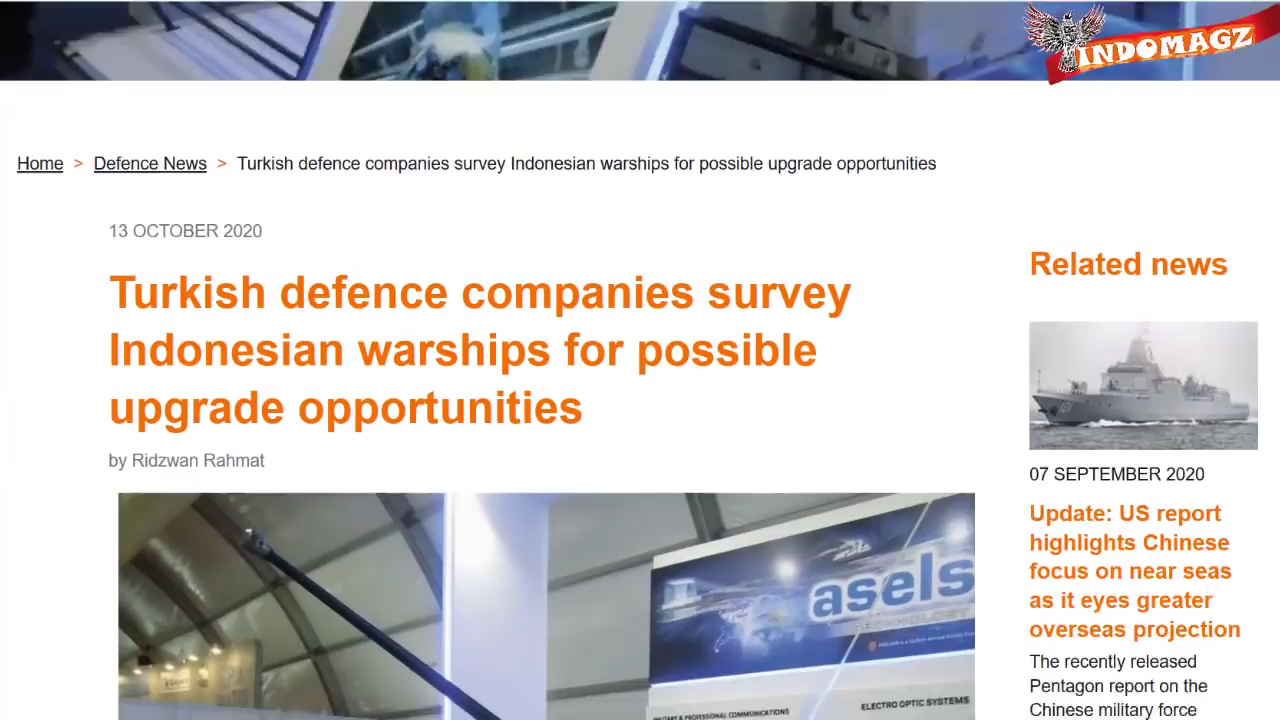 INDOMAGZ
Home > Defence News > Turkish defence companies survey Indonesian warships for possible upgrade opportunities
13 OCTOBER 2020
Turkish defence companies survey
Indonesian warships for possible
upgrade opportunities
by Ridzwan Rahmat
asels
MILITARY & PROFESSIONAL COMMUNICATIONS
ELECTRO OPTIC SYSTEMS
Related news
07 SEPTEMBER 2020
Update: US report
highlights Chinese
focus on near seas
as it eyes greater
overseas projection
The recently released
Pentagon report on the
Chinese military force